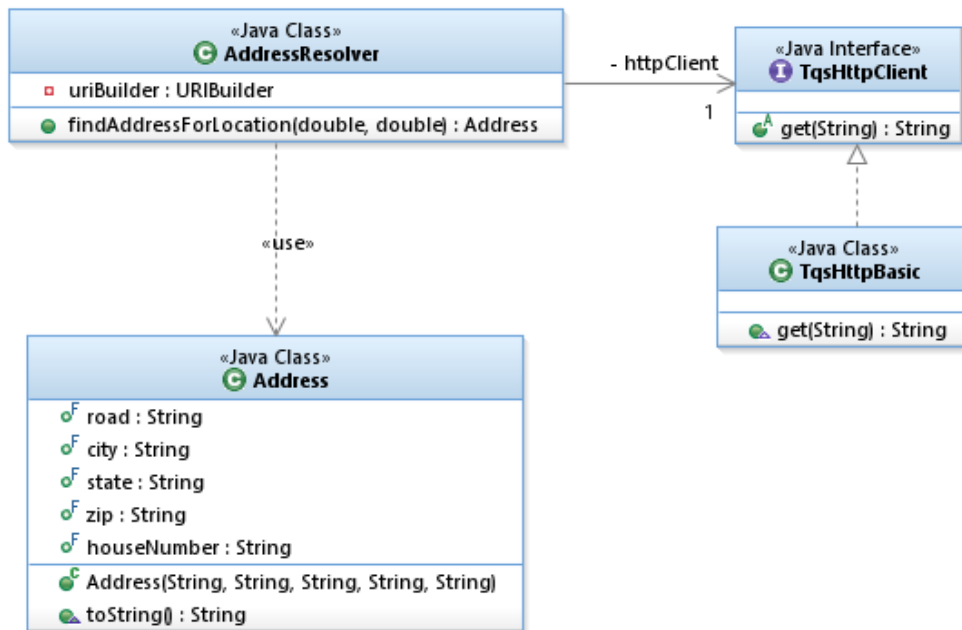 «Java Class»
C AddressResolver
uriBuilder : URIBuilder
findAddressForLocation(double, double) : Address
- httpClient
1
«Java Interface»
I TqsHttpClient
A get(String) : String
«Java Class»
C TqsHttpBasic
get(String) : String
«use»
«Java Class»
C Address
F road : String
F city : String
F state : String
F zip : String
F houseNumber : String
C Address(String, String, String, String, String)
toString() : String